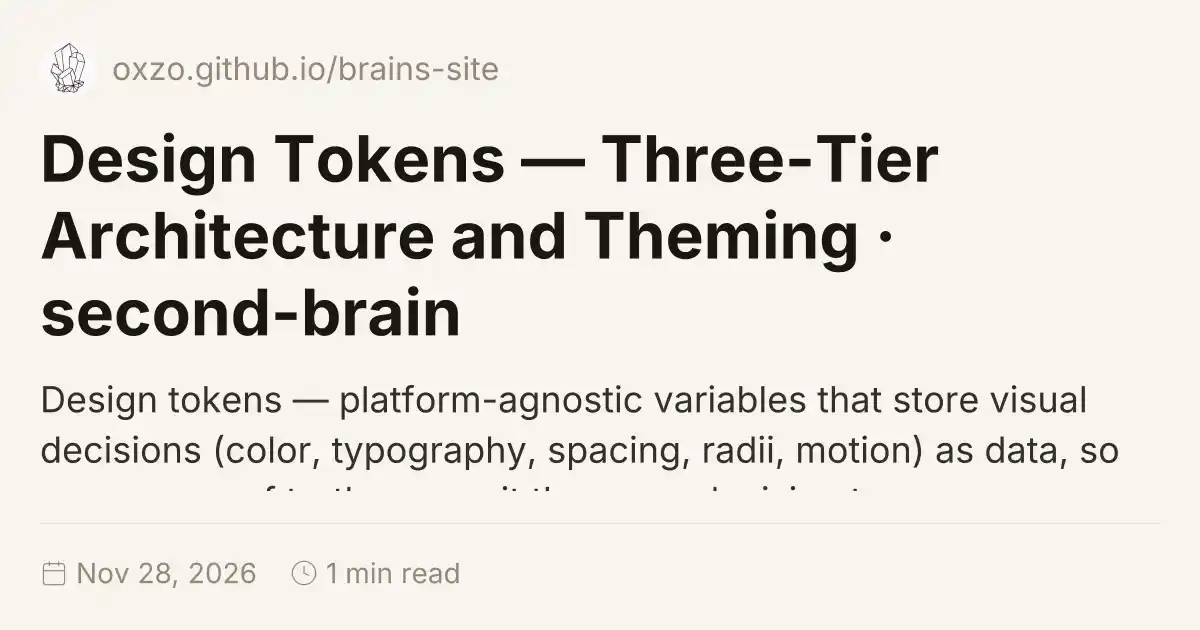 oxzo.github.io/brains-site
Design Tokens — Three-Tier
Architecture and Theming ·
second-brain
Design tokens — platform-agnostic variables that store visual
decisions (color, typography, spacing, radii, motion) as data, so
Nov 28, 2026 1 min read